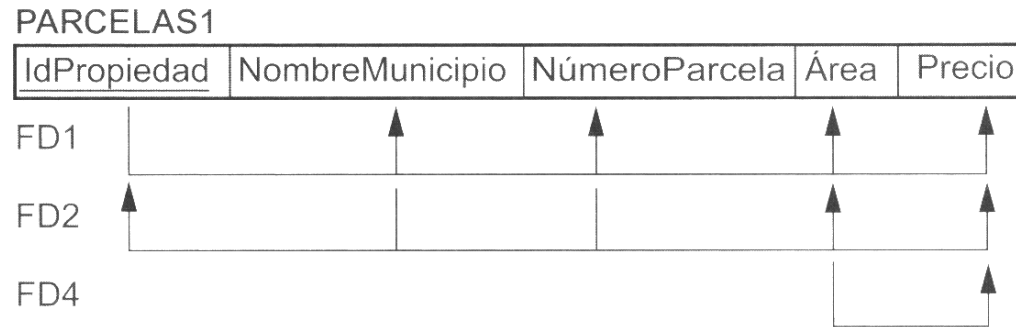 PARCELAS1
IdPropiedad NombreMunicipio NúmeroParcela Área Precio
FD1
FD2
FD4